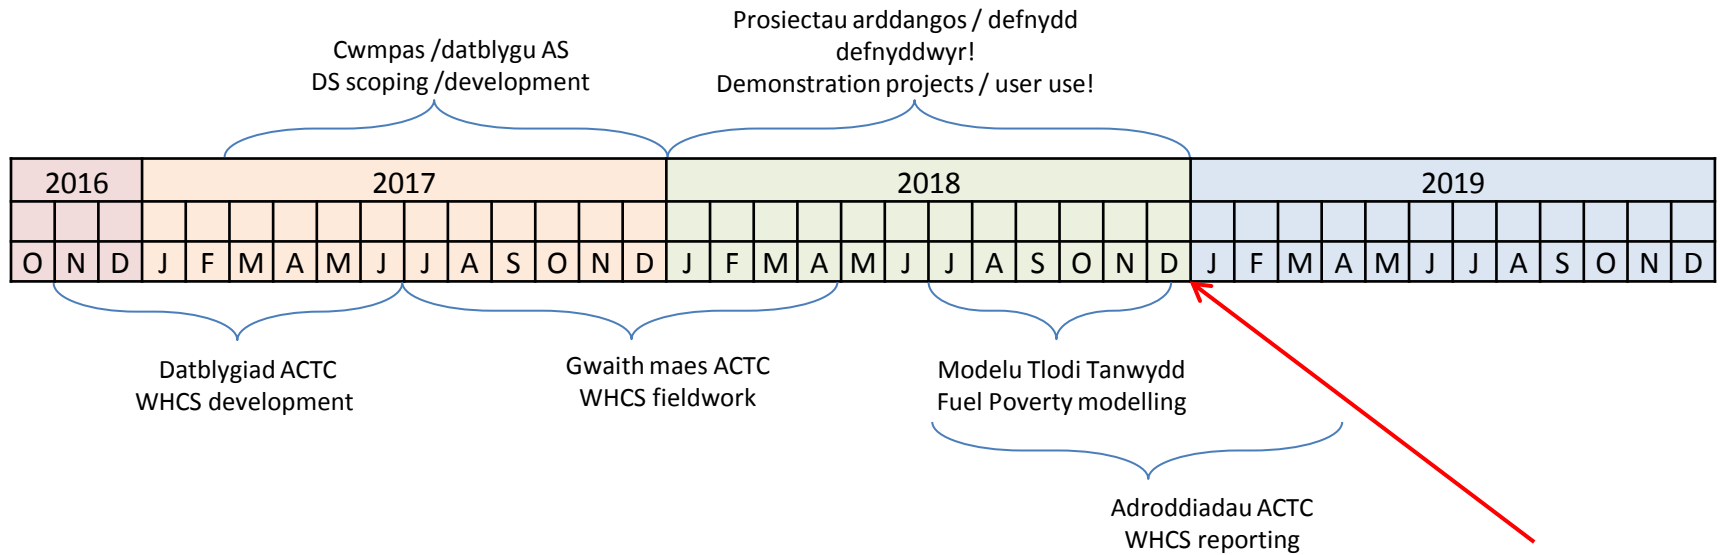 Cwmpas /datblygu AS
DS scoping /development
Prosiectau arddangos / defnydd
defnyddwyr!
Demonstration projects / user use!
2016 2017 2018 2019
O N D J F M A M J J A S O N D J F M A M J J A S O N D J F M A M J J A S O N D
Datblygiad ACTC
WHCS development
Gwaith maes ACTC
WHCS fieldwork
Modelu Tlodi Tanwydd
Fuel Poverty modelling
Adroddiadau ACTC
WHCS reporting